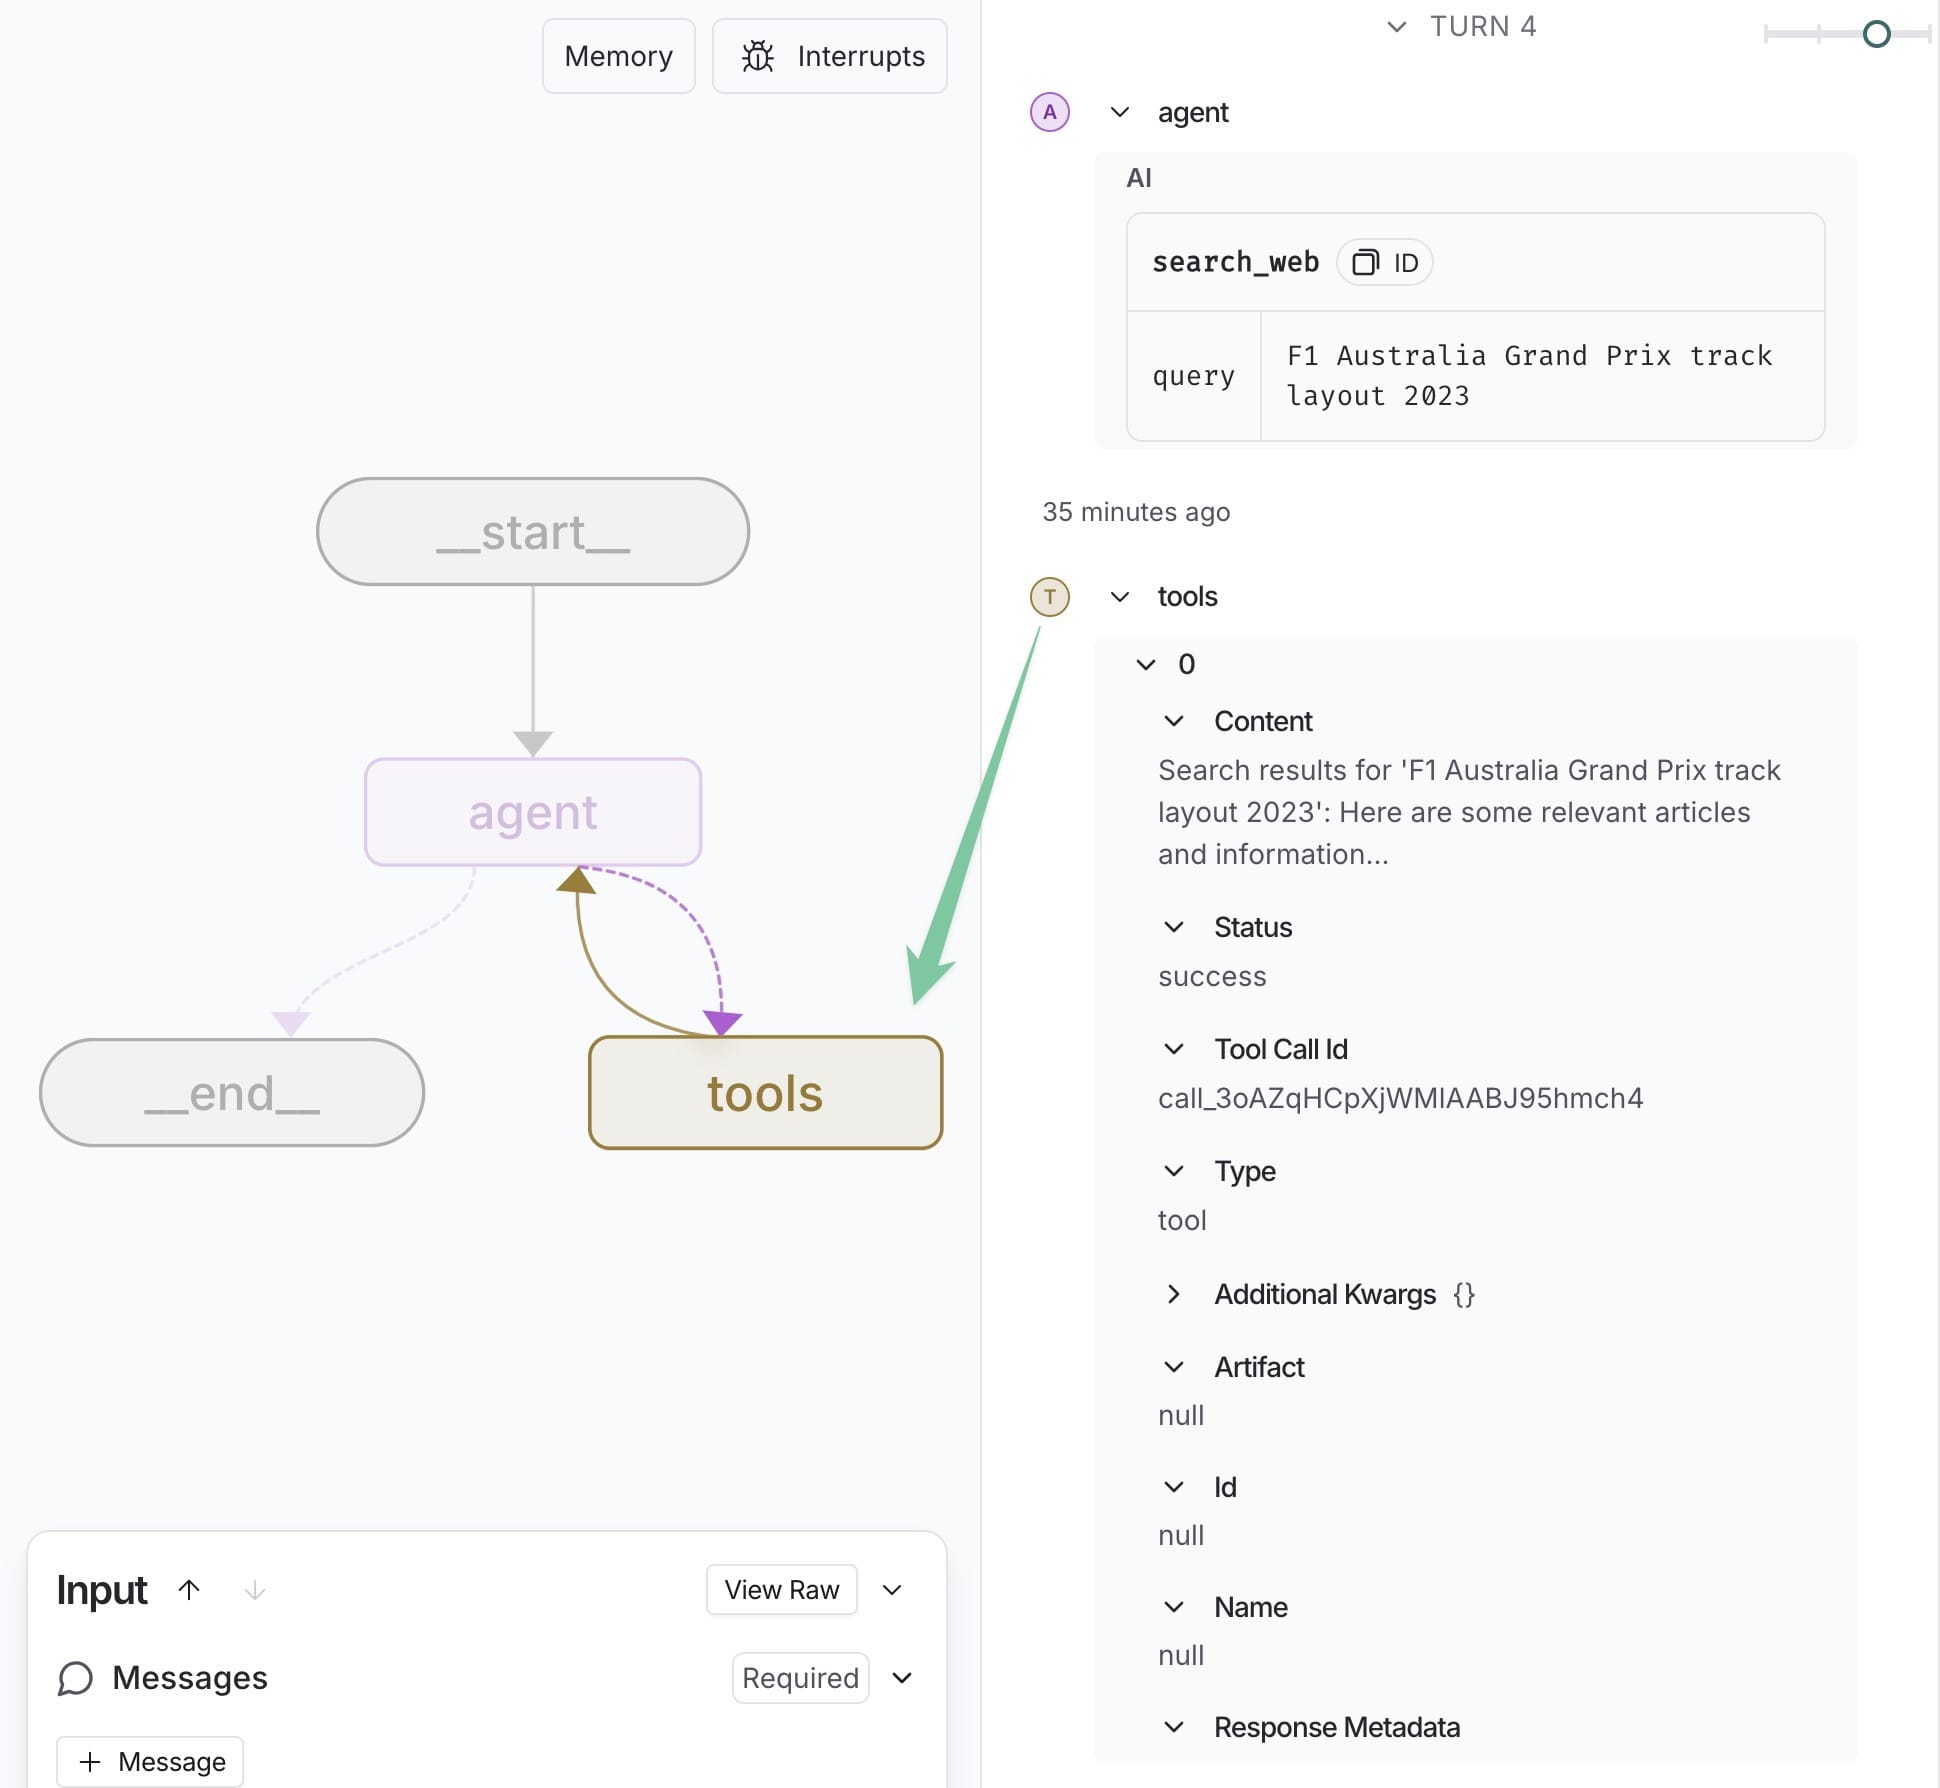 Memory
Interrupts
__start__
agent
__end__
tools
Input
View Raw
Messages
Required
+ Message
TURN 4
A
agent
AI
search_web
ID
query
F1 Australia Grand Prix track
layout 2023
35 minutes ago
T
tools
0
Content
Search results for 'F1 Australia Grand Prix track
layout 2023': Here are some relevant articles
and information...
Status
success
Tool Call Id
call_3oAZqHCpXjWMlAABJ95hmch4
Type
tool
Additional Kwargs {}
Artifact
null
Id
null
Name
null
Response Metadata